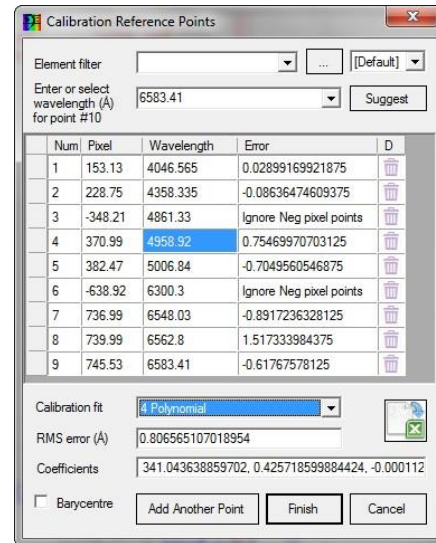 Calibration Reference Points
Element filter ... [Default]
Enter or select
wavelength (Å)
for point #10
6583.41 Suggest
Num Pixel Wavelength Error D
1 153.13 4046.565 0.02899169921875
2 228.75 4358.335 -0.08636474609375
3 -348.21 4861.33 Ignore Neg pixel points
4 370.99 4958.92 0.75469970703125
5 382.47 5006.84 -0.7049560546875
6 -638.92 6300.3 Ignore Neg pixel points
7 736.99 6548.03 -0.8917236328125
8 739.99 6562.8 1.517333984375
9 745.53 6583.41 -0.61767578125
Calibration fit 4 Polynomial
RMS error (Å) 0.806565107018954
Coefficients 341.043638859702, 0.425718599884424, -0.000112
Barycentre Add Another Point Finish Cancel